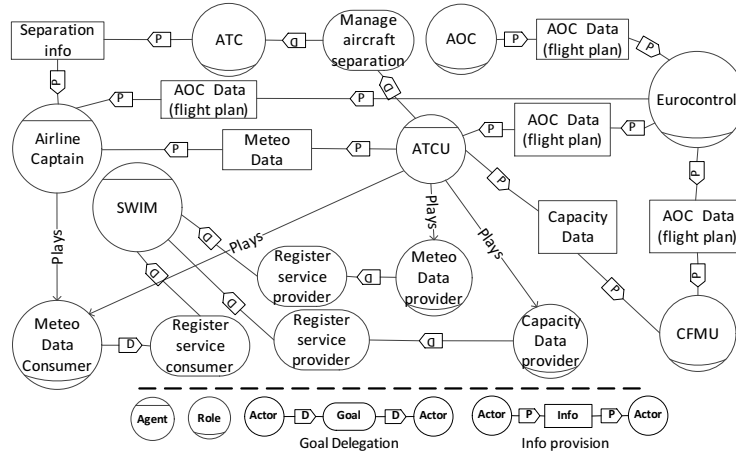 Separation info
P
ATC
D
Manage aircraft separation
AOC
P
AOC Data (flight plan)
P
P
D
P
AOC Data (flight plan)
P
Eurocontrol
Airline Captain
P
Meteo Data
P
ATCU
P
AOC Data (flight plan)
P
P
P
SWIM
Plays
Plays
Plays
Plays
D
Register service provider
D
Meteo Data provider
Capacity Data
AOC Data (flight plan)
D
D
P
P
Meteo Data Consumer
D
Register service consumer
Register service provider
D
Capacity Data provider
CFMU
Agent
Role
Actor
D
Goal
D
Actor
Actor
P
Info
P
Actor
Goal Delegation
Info provision